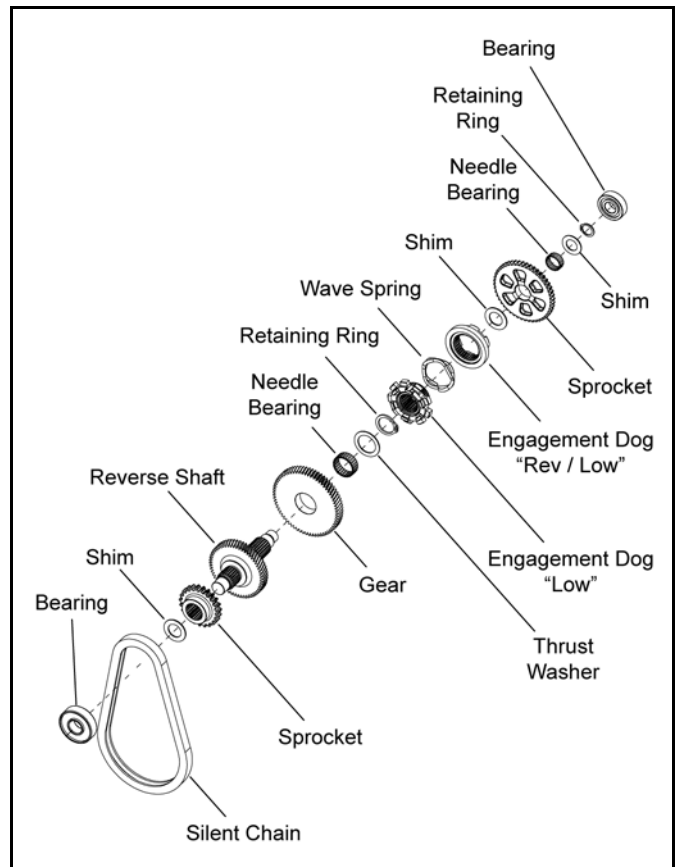 Bearing
Retaining
Ring
Needle
Bearing
Shim
Shim
Wave Spring
Sprocket
Retaining Ring
Needle
Bearing
Engagement Dog
"Rev / Low"
Reverse Shaft
Gear
Engagement Dog
"Low"
Shim
Bearing
Thrust
Washer
Sprocket
Silent Chain